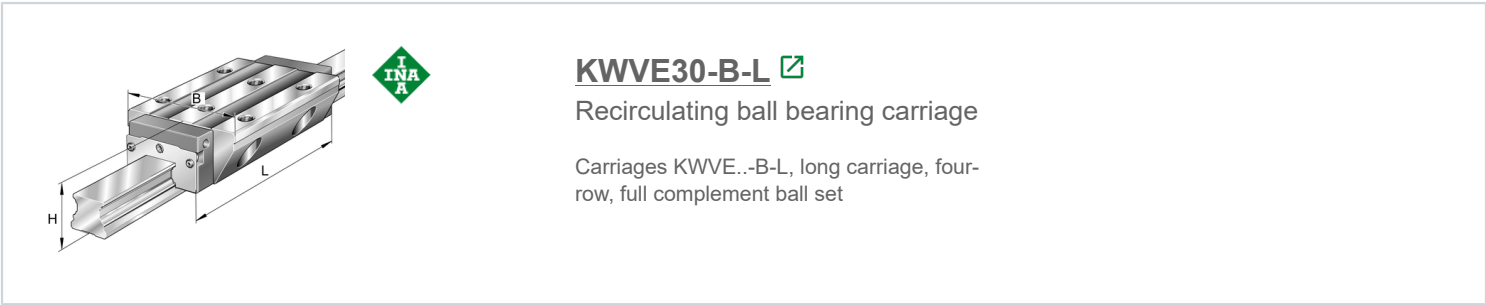 I
INA
A
KWVE30-B-L
Recirculating ball bearing carriage
Carriages KWVE..-B-L, long carriage, four-
row, full complement ball set
B
L
H